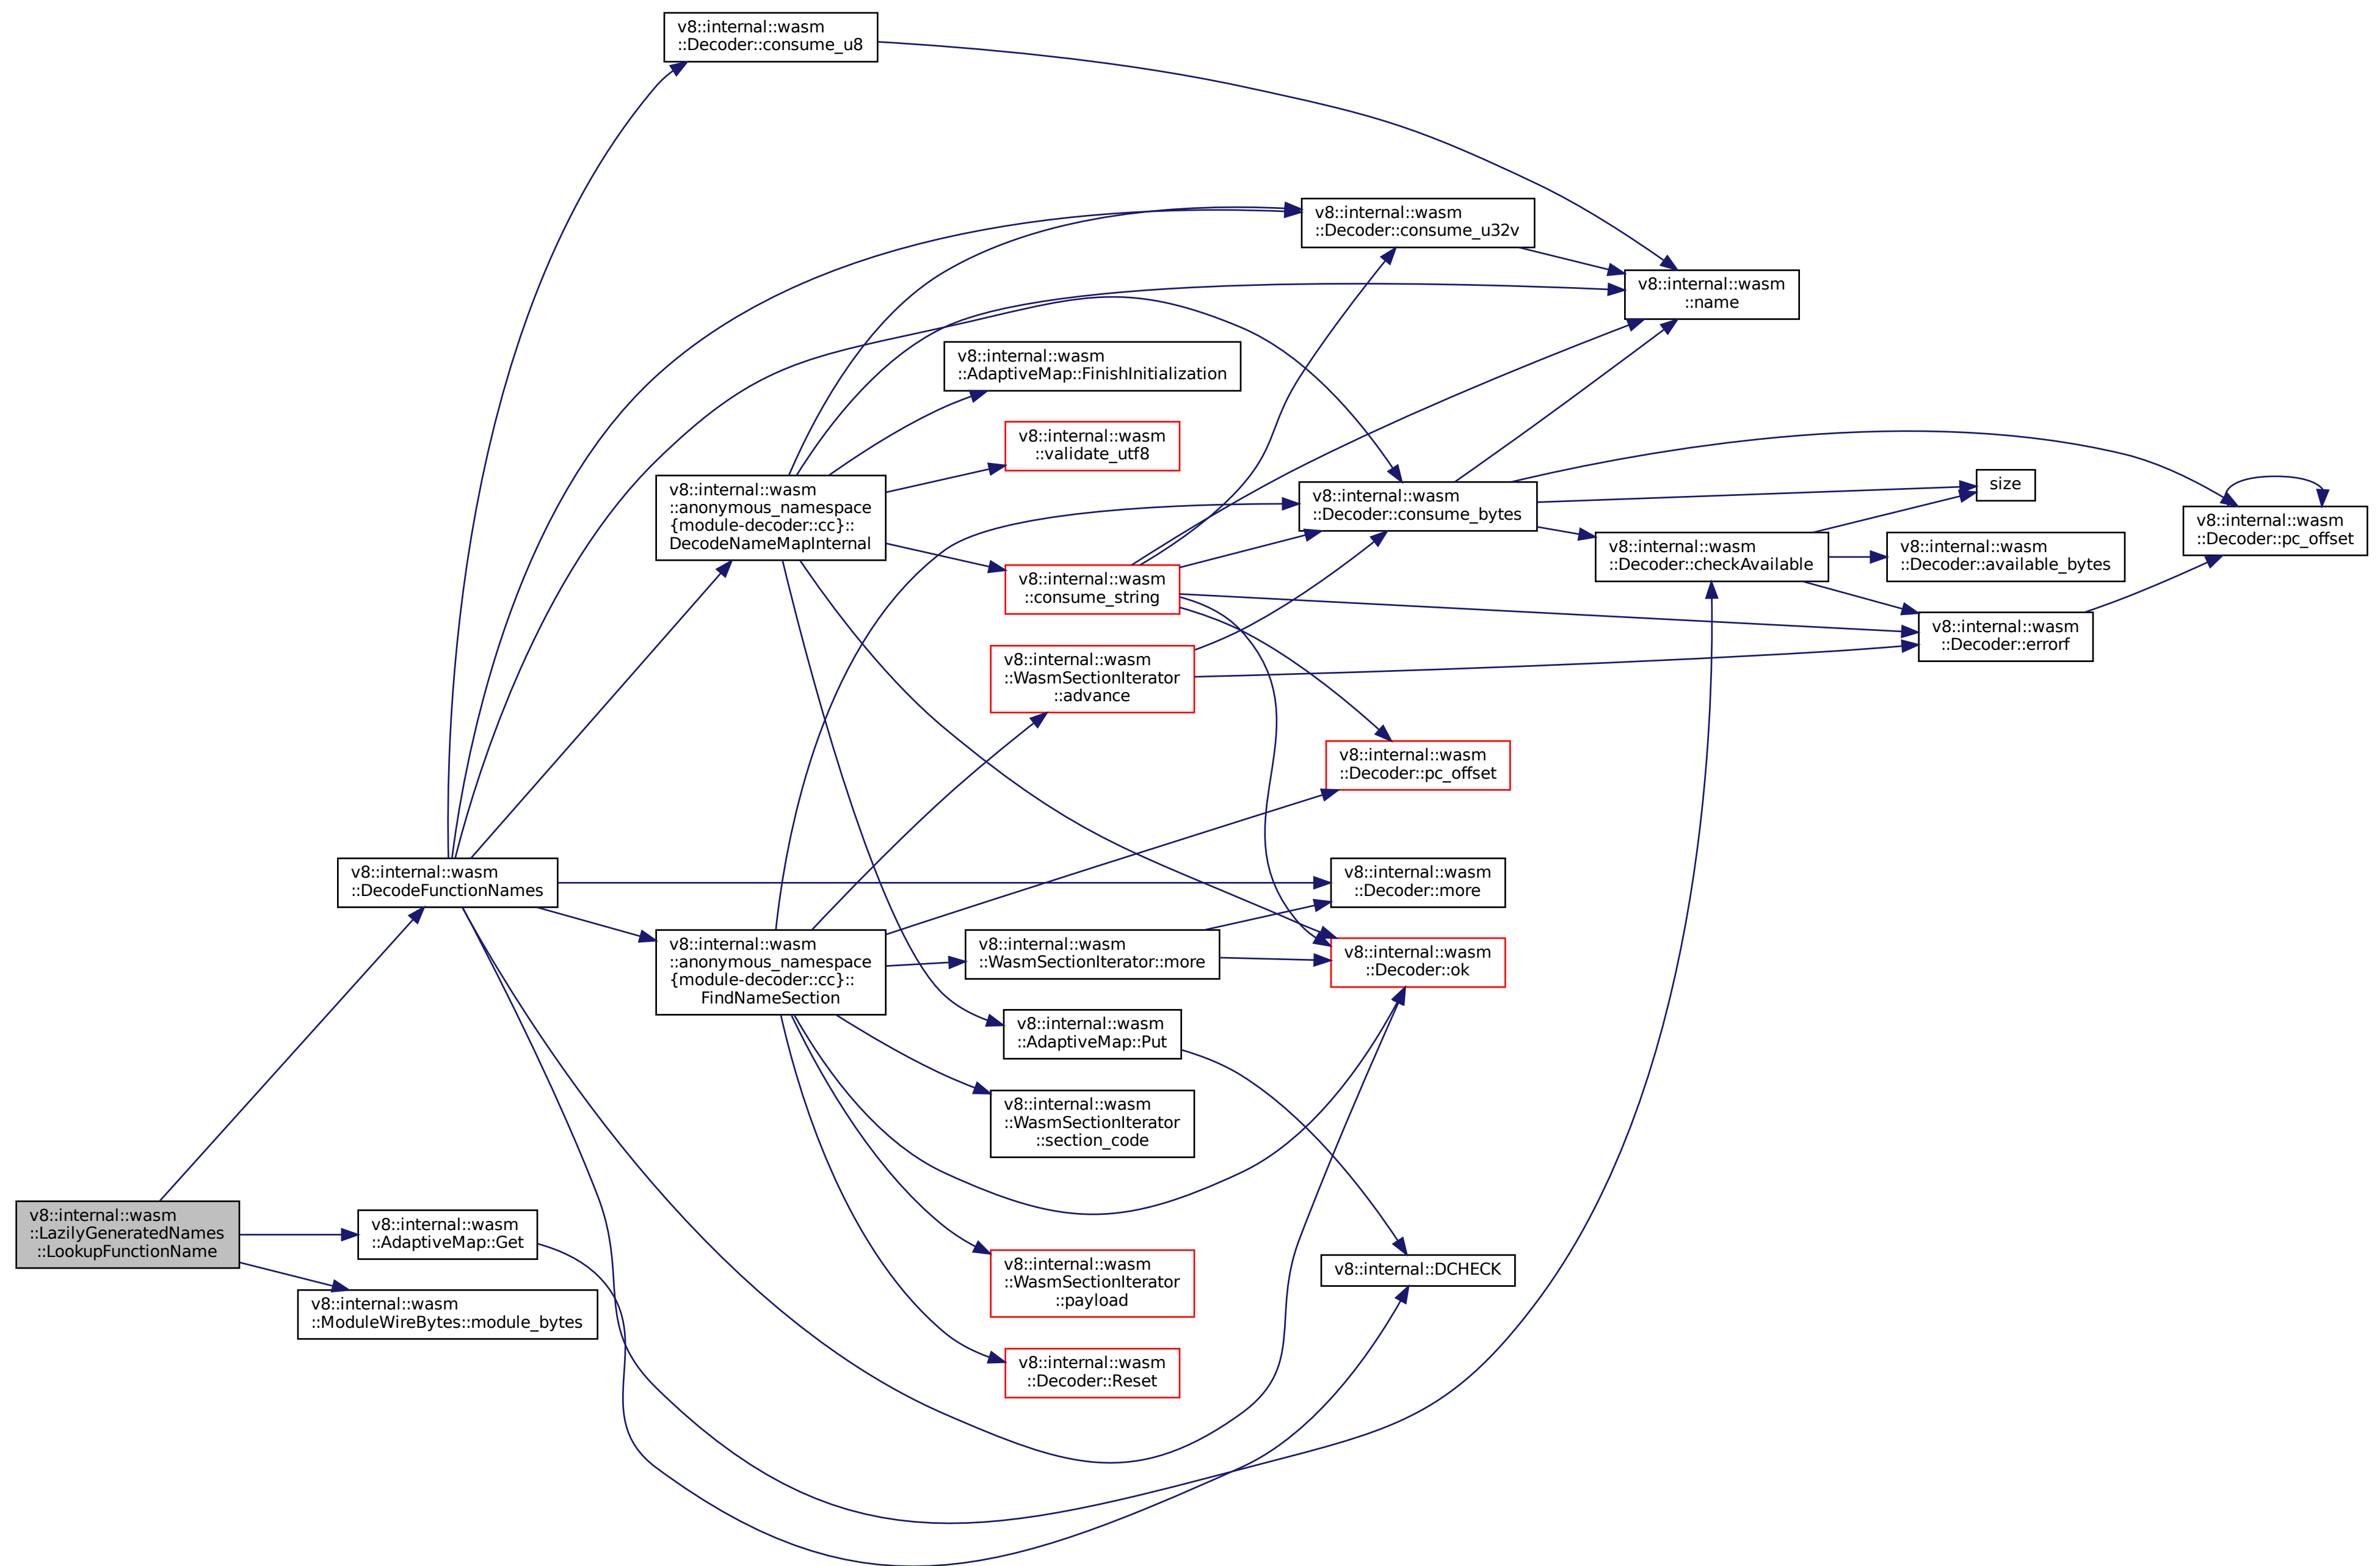 v8::internal::wasm
::Decoder::consume_u8
v8::internal::wasm
::Decoder::consume_u32v
v8::internal::wasm
::name
v8::internal::wasm
::AdaptiveMap::FinishInitialization
v8::internal::wasm
::validate_utf8
v8::internal::wasm
::anonymous_namespace
{module-decoder::cc}::
DecodeNameMapInternal
v8::internal::wasm
::Decoder::consume_bytes
size
v8::internal::wasm
::Decoder::pc_offset
v8::internal::wasm
::Decoder::checkAvailable
v8::internal::wasm
::Decoder::available_bytes
v8::internal::wasm
::consume_string
v8::internal::wasm
::Decoder::errorf
v8::internal::wasm
::WasmSectionIterator
::advance
v8::internal::wasm
::Decoder::pc_offset
v8::internal::wasm
::DecodeFunctionNames
v8::internal::wasm
::Decoder::more
v8::internal::wasm
::anonymous_namespace
{module-decoder::cc}::
FindNameSection
v8::internal::wasm
::WasmSectionIterator::more
v8::internal::wasm
::Decoder::ok
v8::internal::wasm
::AdaptiveMap::Put
v8::internal::wasm
::WasmSectionIterator
::section_code
v8::internal::wasm
::LazilyGeneratedNames
::LookupFunctionName
v8::internal::wasm
::AdaptiveMap::Get
v8::internal::wasm
::WasmSectionIterator
::payload
v8::internal::DCHECK
v8::internal::wasm
::ModuleWireBytes::module_bytes
v8::internal::wasm
::Decoder::Reset